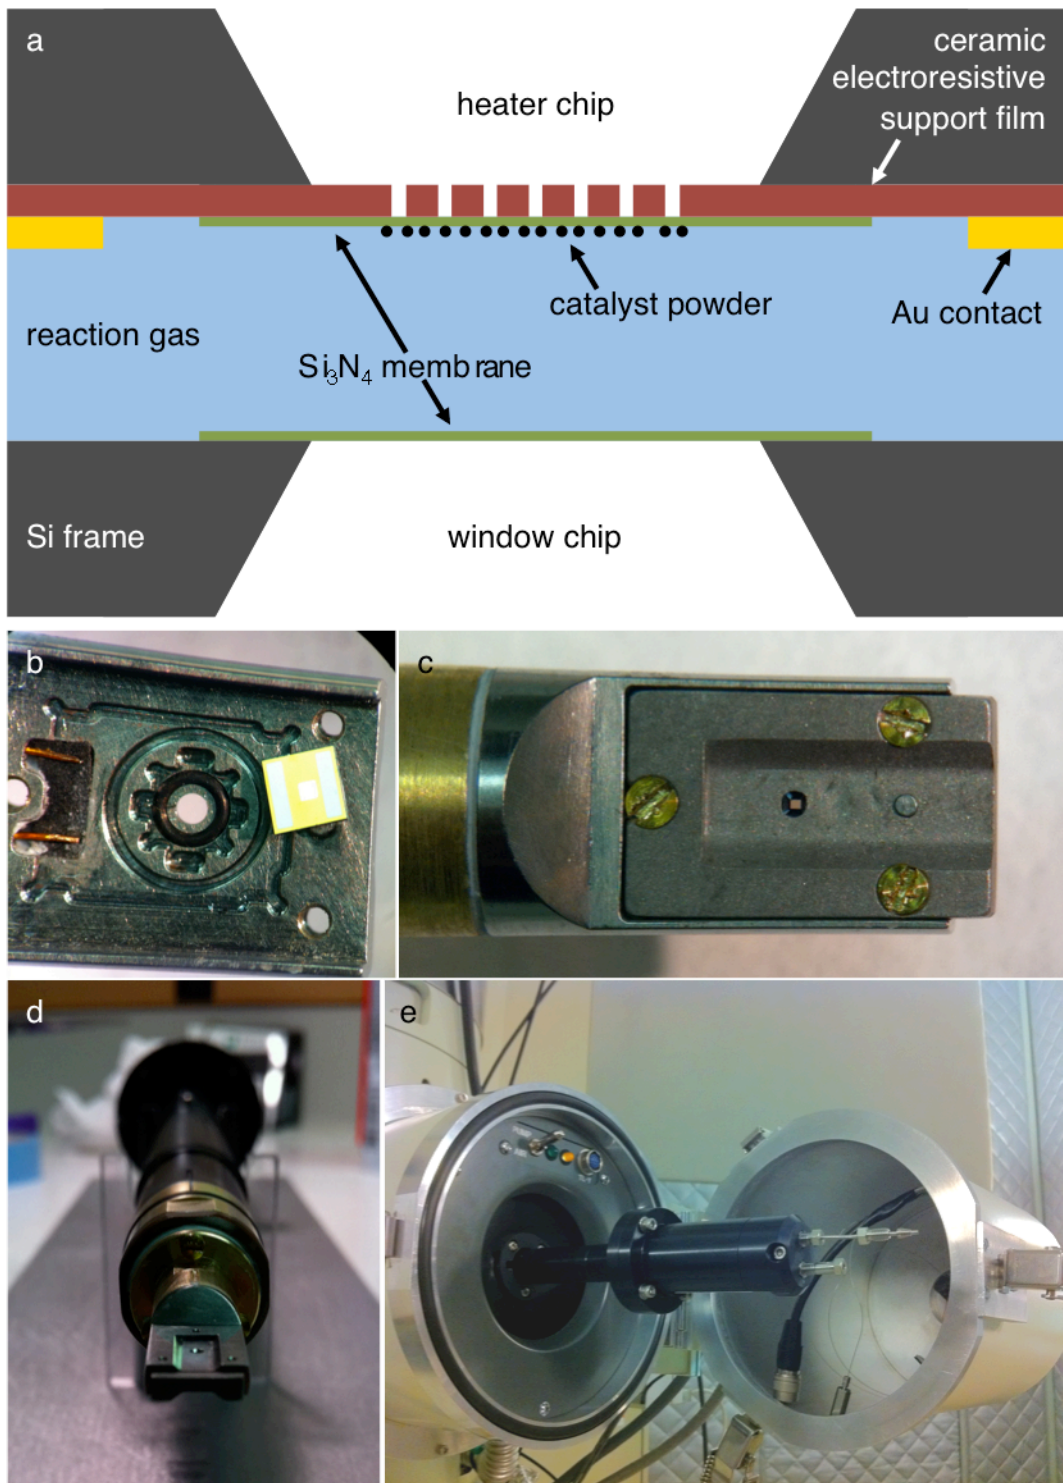 a
ceramic
electroresistive
support film
heater chip
catalyst powder
Au contact
reaction gas
Si₃N₄ membrane
Si frame
window chip
b
c
d
e